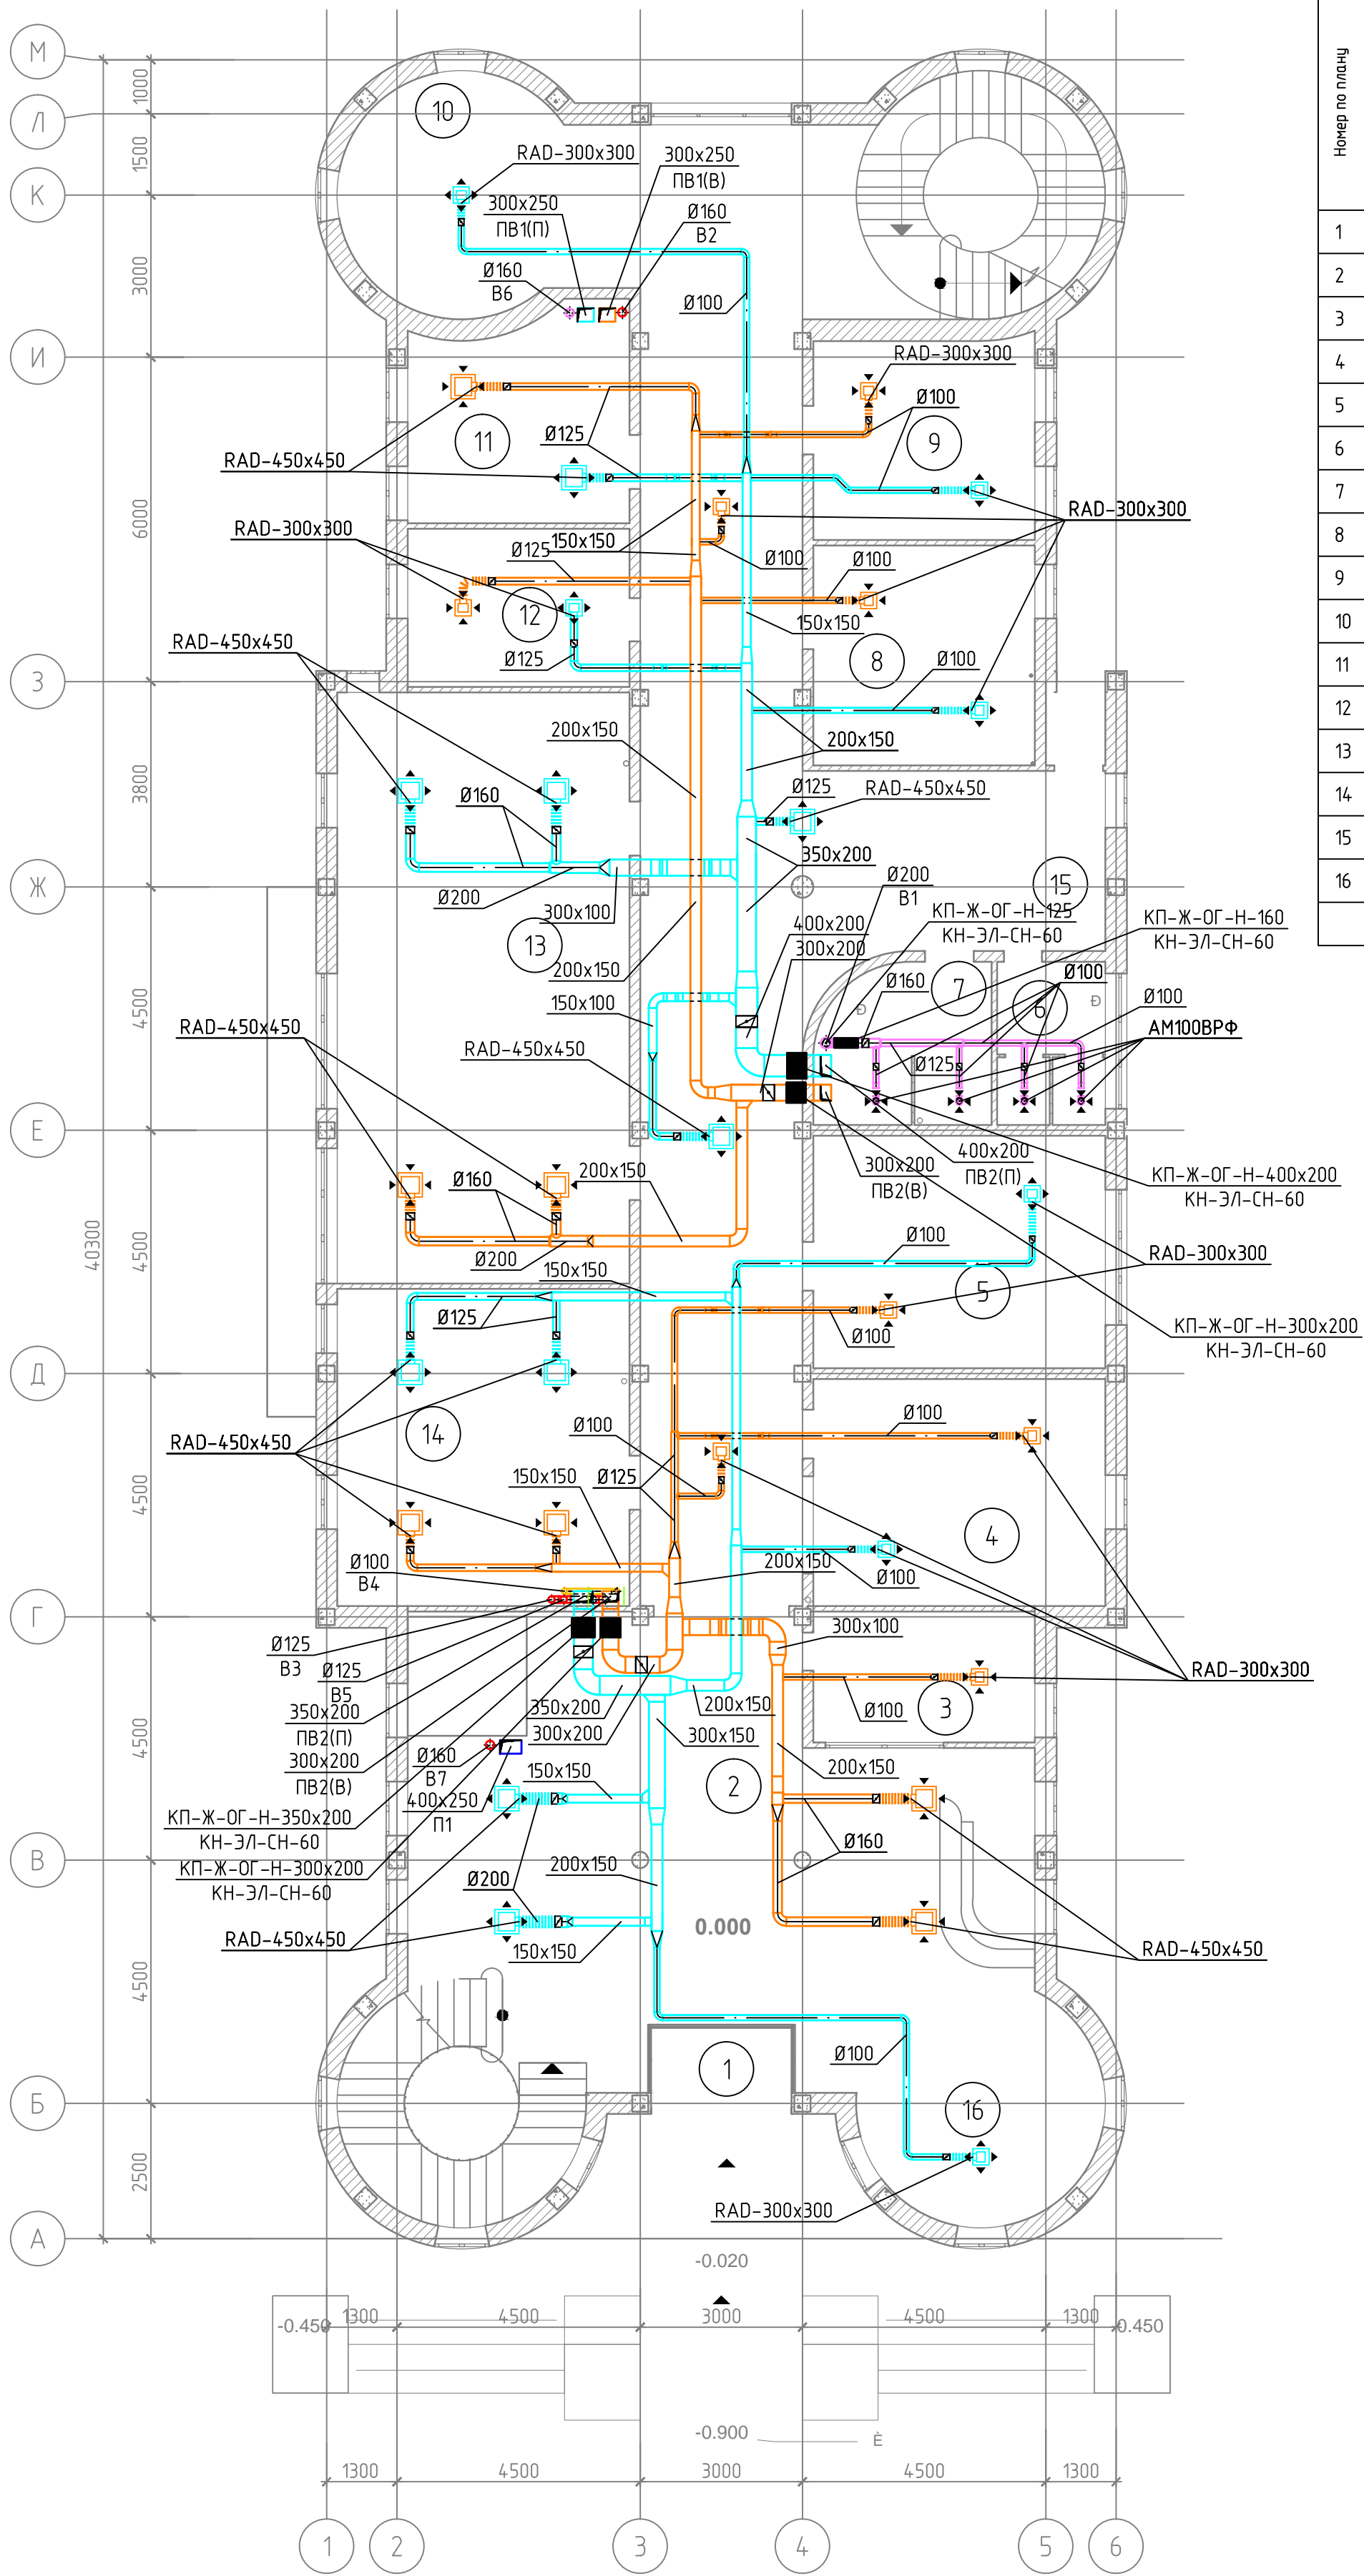 Номер по плану
1
2
3
4
5
6
7
8
9
10
11
12
13
14
15
16
М
Л
К
И
З
Ж
Е
Д
Г
В
Б
А
1000
1500
3000
6000
3800
4500
4500
4500
4500
4500
4500
2500
40300
10
RAD-300x300
300x250
ПВ1(В)
300x250
ПВ1(П)
Ø160
В2
Ø160
В6
Ø100
RAD-300x300
Ø100
9
11
Ø125
RAD-450x450
RAD-300x300
RAD-300x300
Ø125
150x150
Ø100
Ø100
12
150x150
8
RAD-450x450
Ø125
Ø100
200x150
200x150
Ø160
Ø125
RAD-450x450
350x200
Ø200
В1
15
Ø200
300x100
КП-Ж-ОГ-Н-125
КН-ЭЛ-СН-60
КП-Ж-ОГ-Н-160
КН-ЭЛ-СН-60
13
400x200
300x200
200x150
Ø160
7
6
Ø100
Ø100
150x100
RAD-450x450
АМ100ВРФ
RAD-450x450
Ø125
300x200
ПВ2(В)
400x200
ПВ2(П)
КП-Ж-ОГ-Н-400x200
КН-ЭЛ-СН-60
200x150
Ø160
Ø200
Ø100
RAD-300x300
150x150
5
Ø125
Ø100
КП-Ж-ОГ-Н-300x200
КН-ЭЛ-СН-60
14
RAD-450x450
Ø100
Ø100
150x150
Ø125
4
Ø100
В4
200x150
Ø100
Ø125
В3
Ø125
В5
300x100
RAD-300x300
350x200
ПВ2(П)
350x200
300x200
200x150
Ø100
3
300x200
ПВ2(В)
Ø160
В7
300x150
150x150
200x150
2
400x250
П1
КП-Ж-ОГ-Н-350x200
КН-ЭЛ-СН-60
КП-Ж-ОГ-Н-300x200
КН-ЭЛ-СН-60
Ø160
200x150
Ø200
0.000
RAD-450x450
150x150
RAD-450x450
Ø100
1
16
RAD-300x300
-0.020
-0.450
1300
4500
3000
4500
1300
0.450
-0.900
È
1300
4500
3000
4500
1300
1
2
3
4
5
6